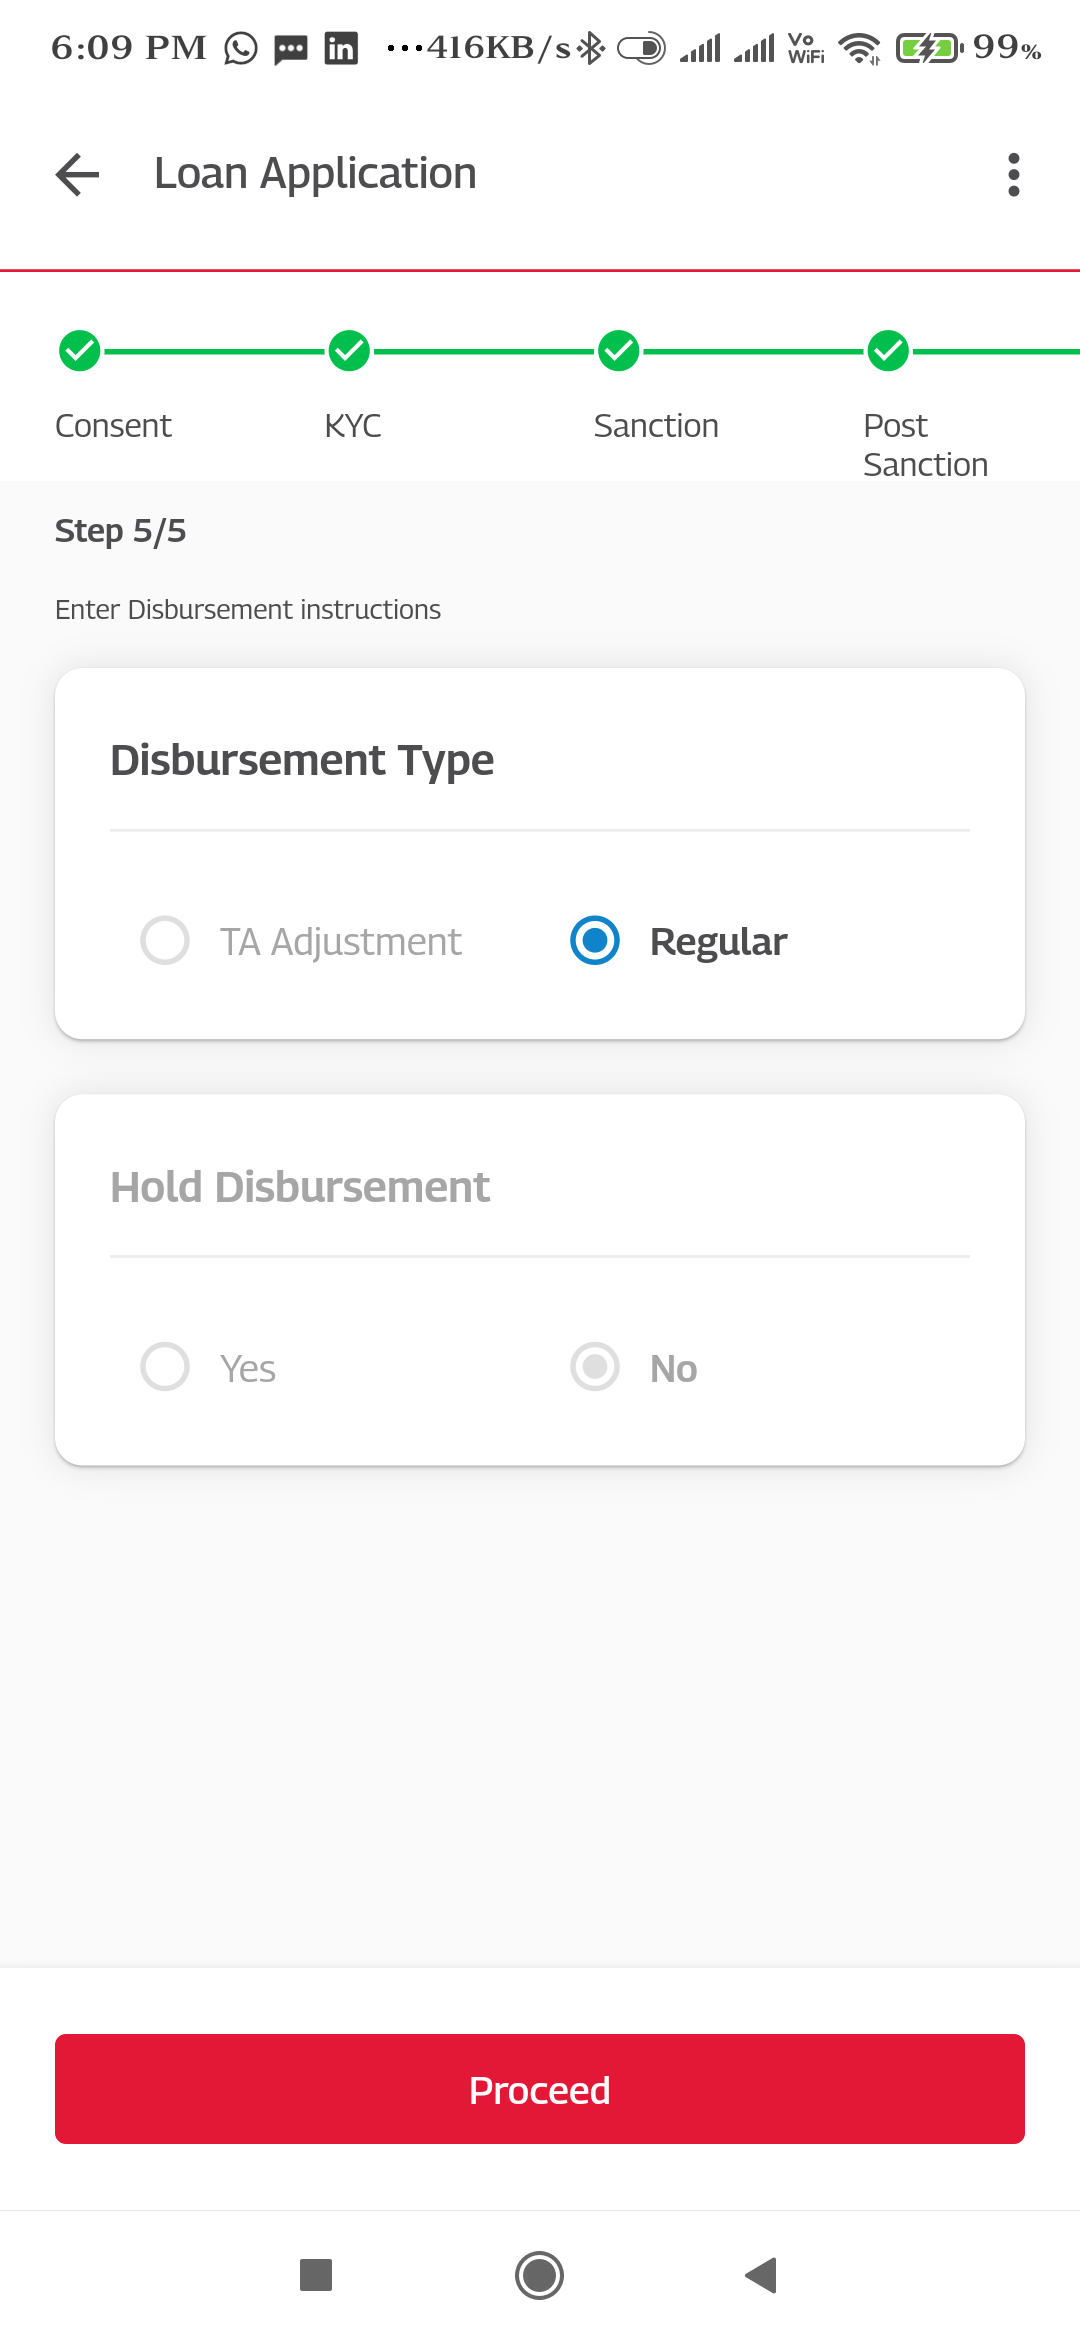 6:09 PM ...416KB/s Vo WiFi 99%
Loan Application
Consent KYC Sanction Post Sanction
Step 5/5
Enter Disbursement instructions
Disbursement Type
TA Adjustment Regular
Hold Disbursement
Yes No
Proceed